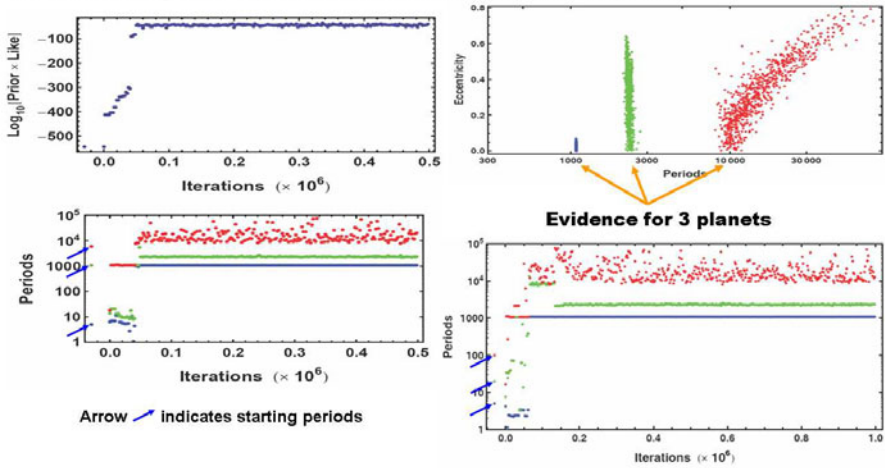 Log10[Prior × Like]
-100
-200
-300
-400
-500
0.0 0.1 0.2 0.3 0.4 0.5
Iterations (× 10^6)
Eccentricity
0.8
0.6
0.4
0.2
0.0
300 1000 3000 10000 30000
Periods
Evidence for 3 planets
Periods
10^5
10^4
1000
100
10
1
0.0 0.1 0.2 0.3 0.4 0.5
Iterations (× 10^6)
Arrow indicates starting periods
Periods
10^5
10^4
1000
100
10
1
0.0 0.2 0.4 0.6 0.8 1.0
Iterations (× 10^6)